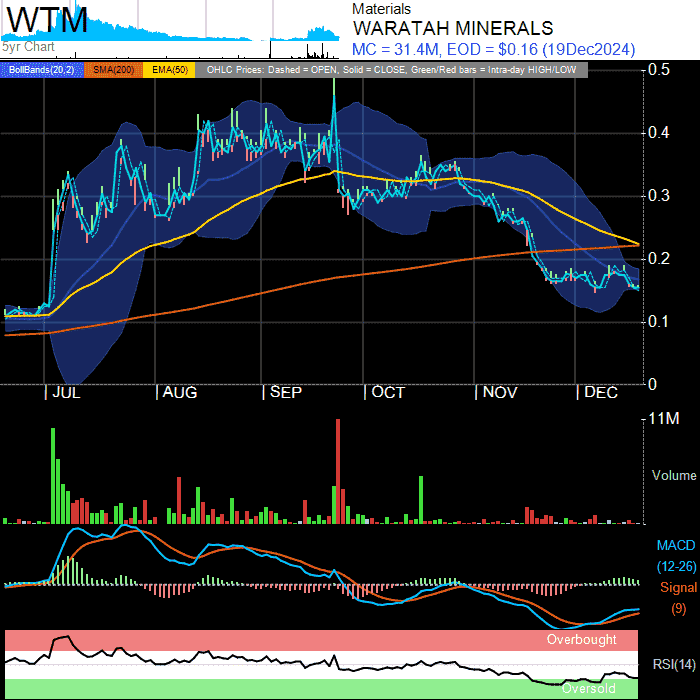 WTM
5yr Chart
Materials
WARATAH MINERALS
MC = 31.4M, EOD = $0.16 (19Dec2024)
BollBands(20,2) SMA(200) EMA(50) OHLC Prices: Dashed = OPEN, Solid = CLOSE, Green/Red bars = Intra-day HIGH/LOW
0.5
0.4
0.3
0.2
0.1
0
JUL AUG SEP OCT NOV DEC
11M
Volume
MACD
(12-26)
Signal
(9)
Overbought
RSI(14)
Oversold